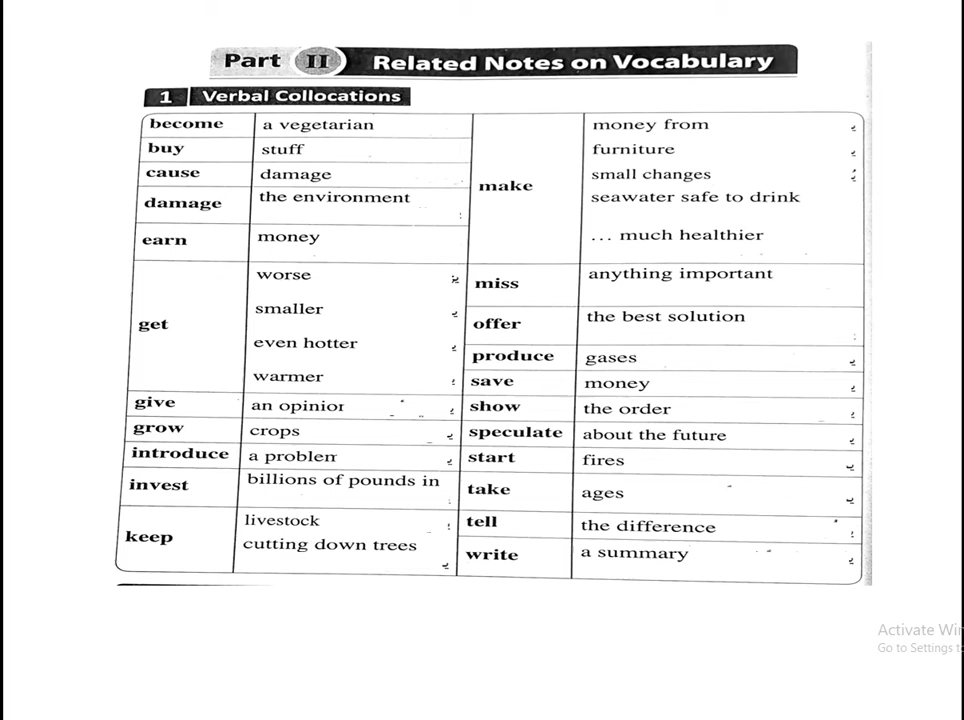 Part II Related Notes on Vocabulary
1 Verbal Collocations
become a vegetarian
buy stuff
cause damage
damage the environment
earn money
get worse
smaller
even hotter
warmer
give an opinion
grow crops
introduce a problem
invest billions of pounds in
keep livestock
cutting down trees
make money from
furniture
small changes
seawater safe to drink
... much healthier
miss anything important
offer the best solution
produce gases
save money
show the order
speculate about the future
start fires
take ages
tell the difference
write a summary
Activate Win
Go to Settings t